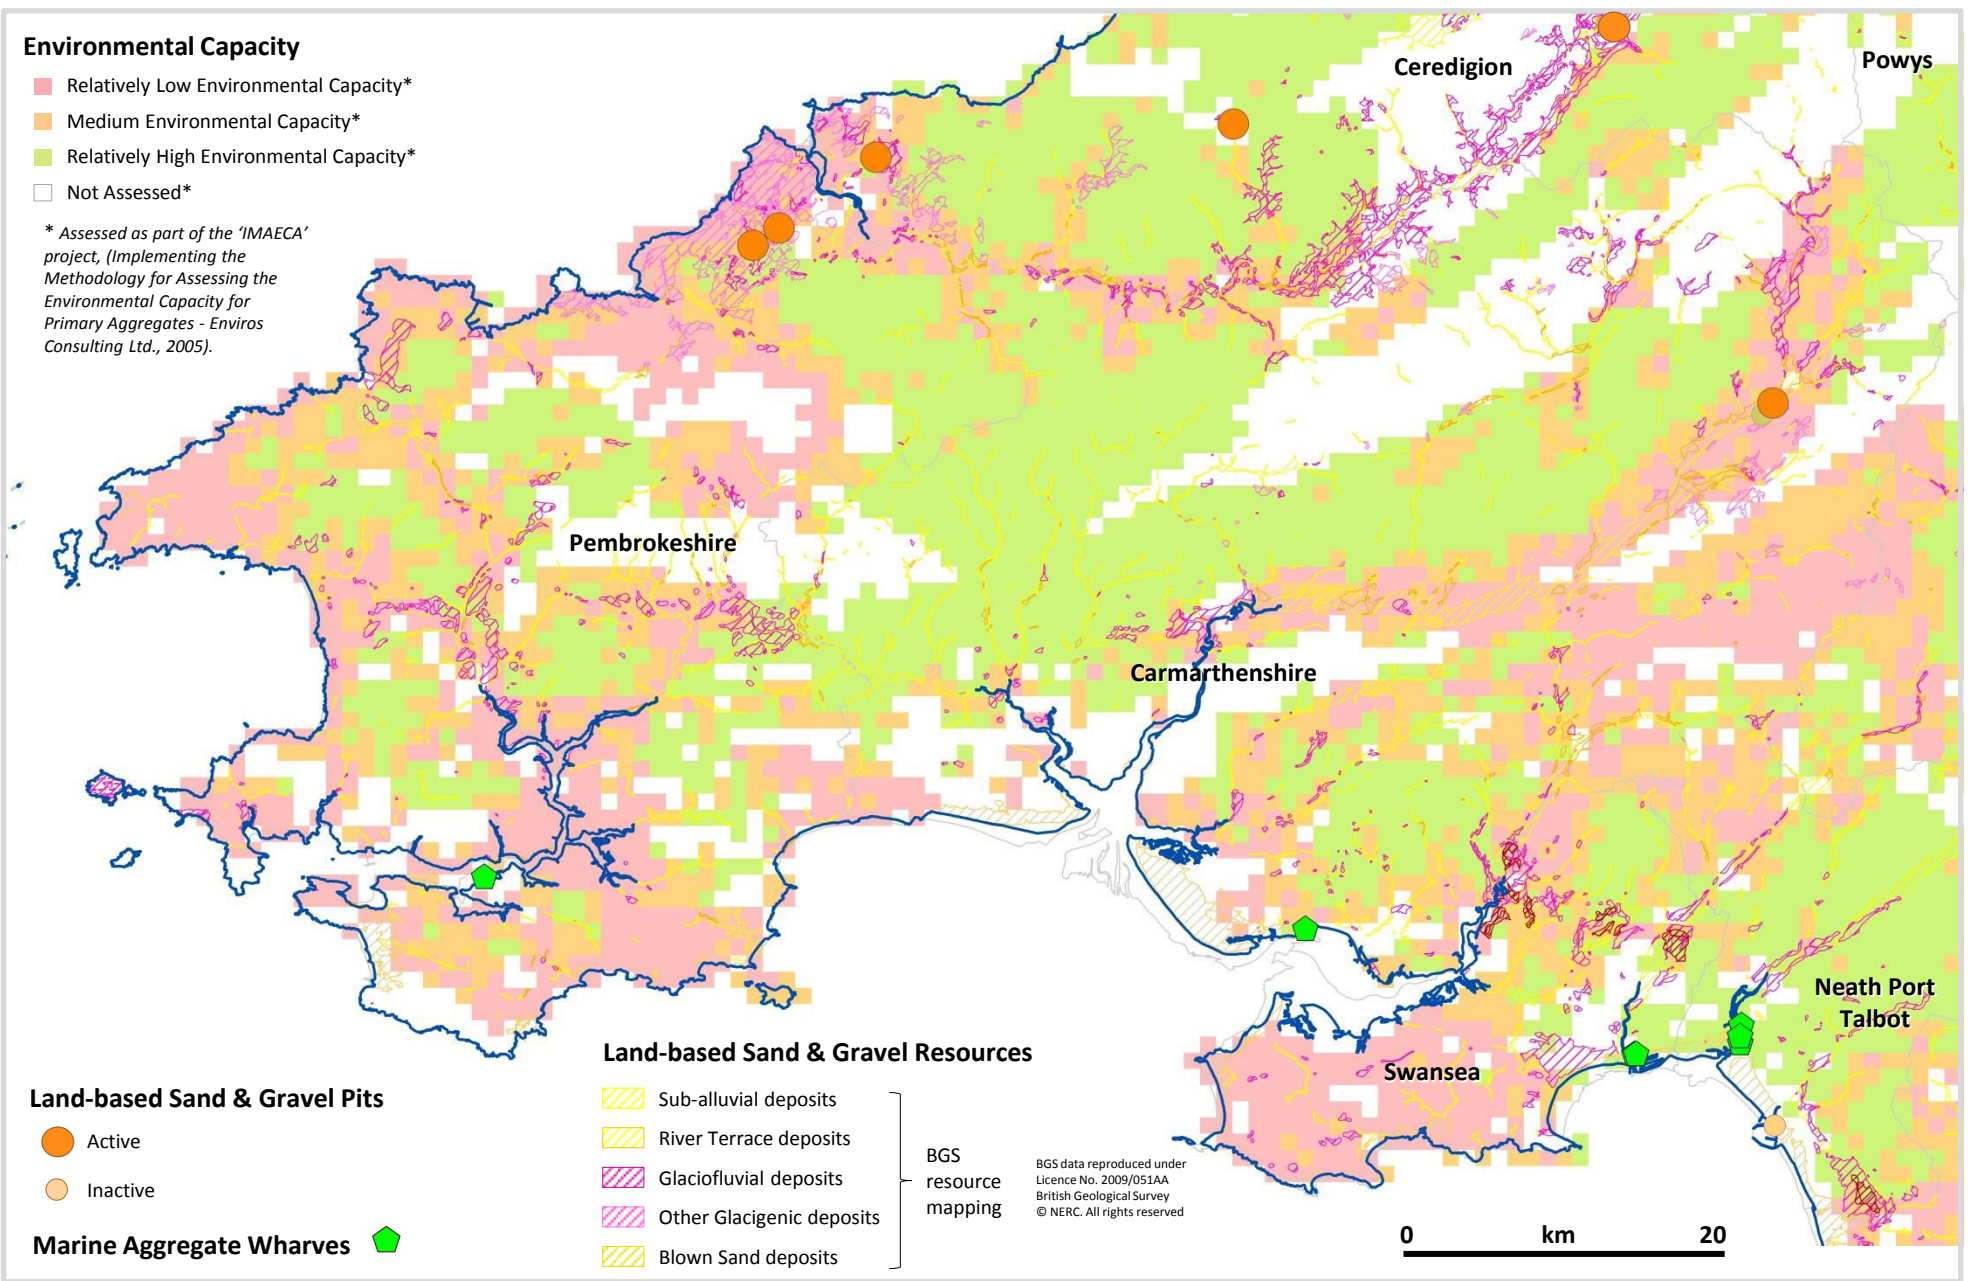 Environmental Capacity
Relatively Low Environmental Capacity*
Medium Environmental Capacity*
Relatively High Environmental Capacity*
Not Assessed*
* Assessed as part of the ‘IMAECA’
project, (Implementing the
Methodology for Assessing the
Environmental Capacity for
Primary Aggregates - Enviros
Consulting Ltd., 2005).
Ceredigion
Powys
Pembrokeshire
Carmarthenshire
Neath Port
Talbot
Swansea
Land-based Sand & Gravel Pits
Active
Inactive
Marine Aggregate Wharves
Land-based Sand & Gravel Resources
Sub-alluvial deposits
River Terrace deposits
Glaciofluvial deposits
Other Glacigenic deposits
Blown Sand deposits
BGS
resource
mapping
BGS data reproduced under
Licence No. 2009/051AA
British Geological Survey
© NERC. All rights reserved
0 km 20